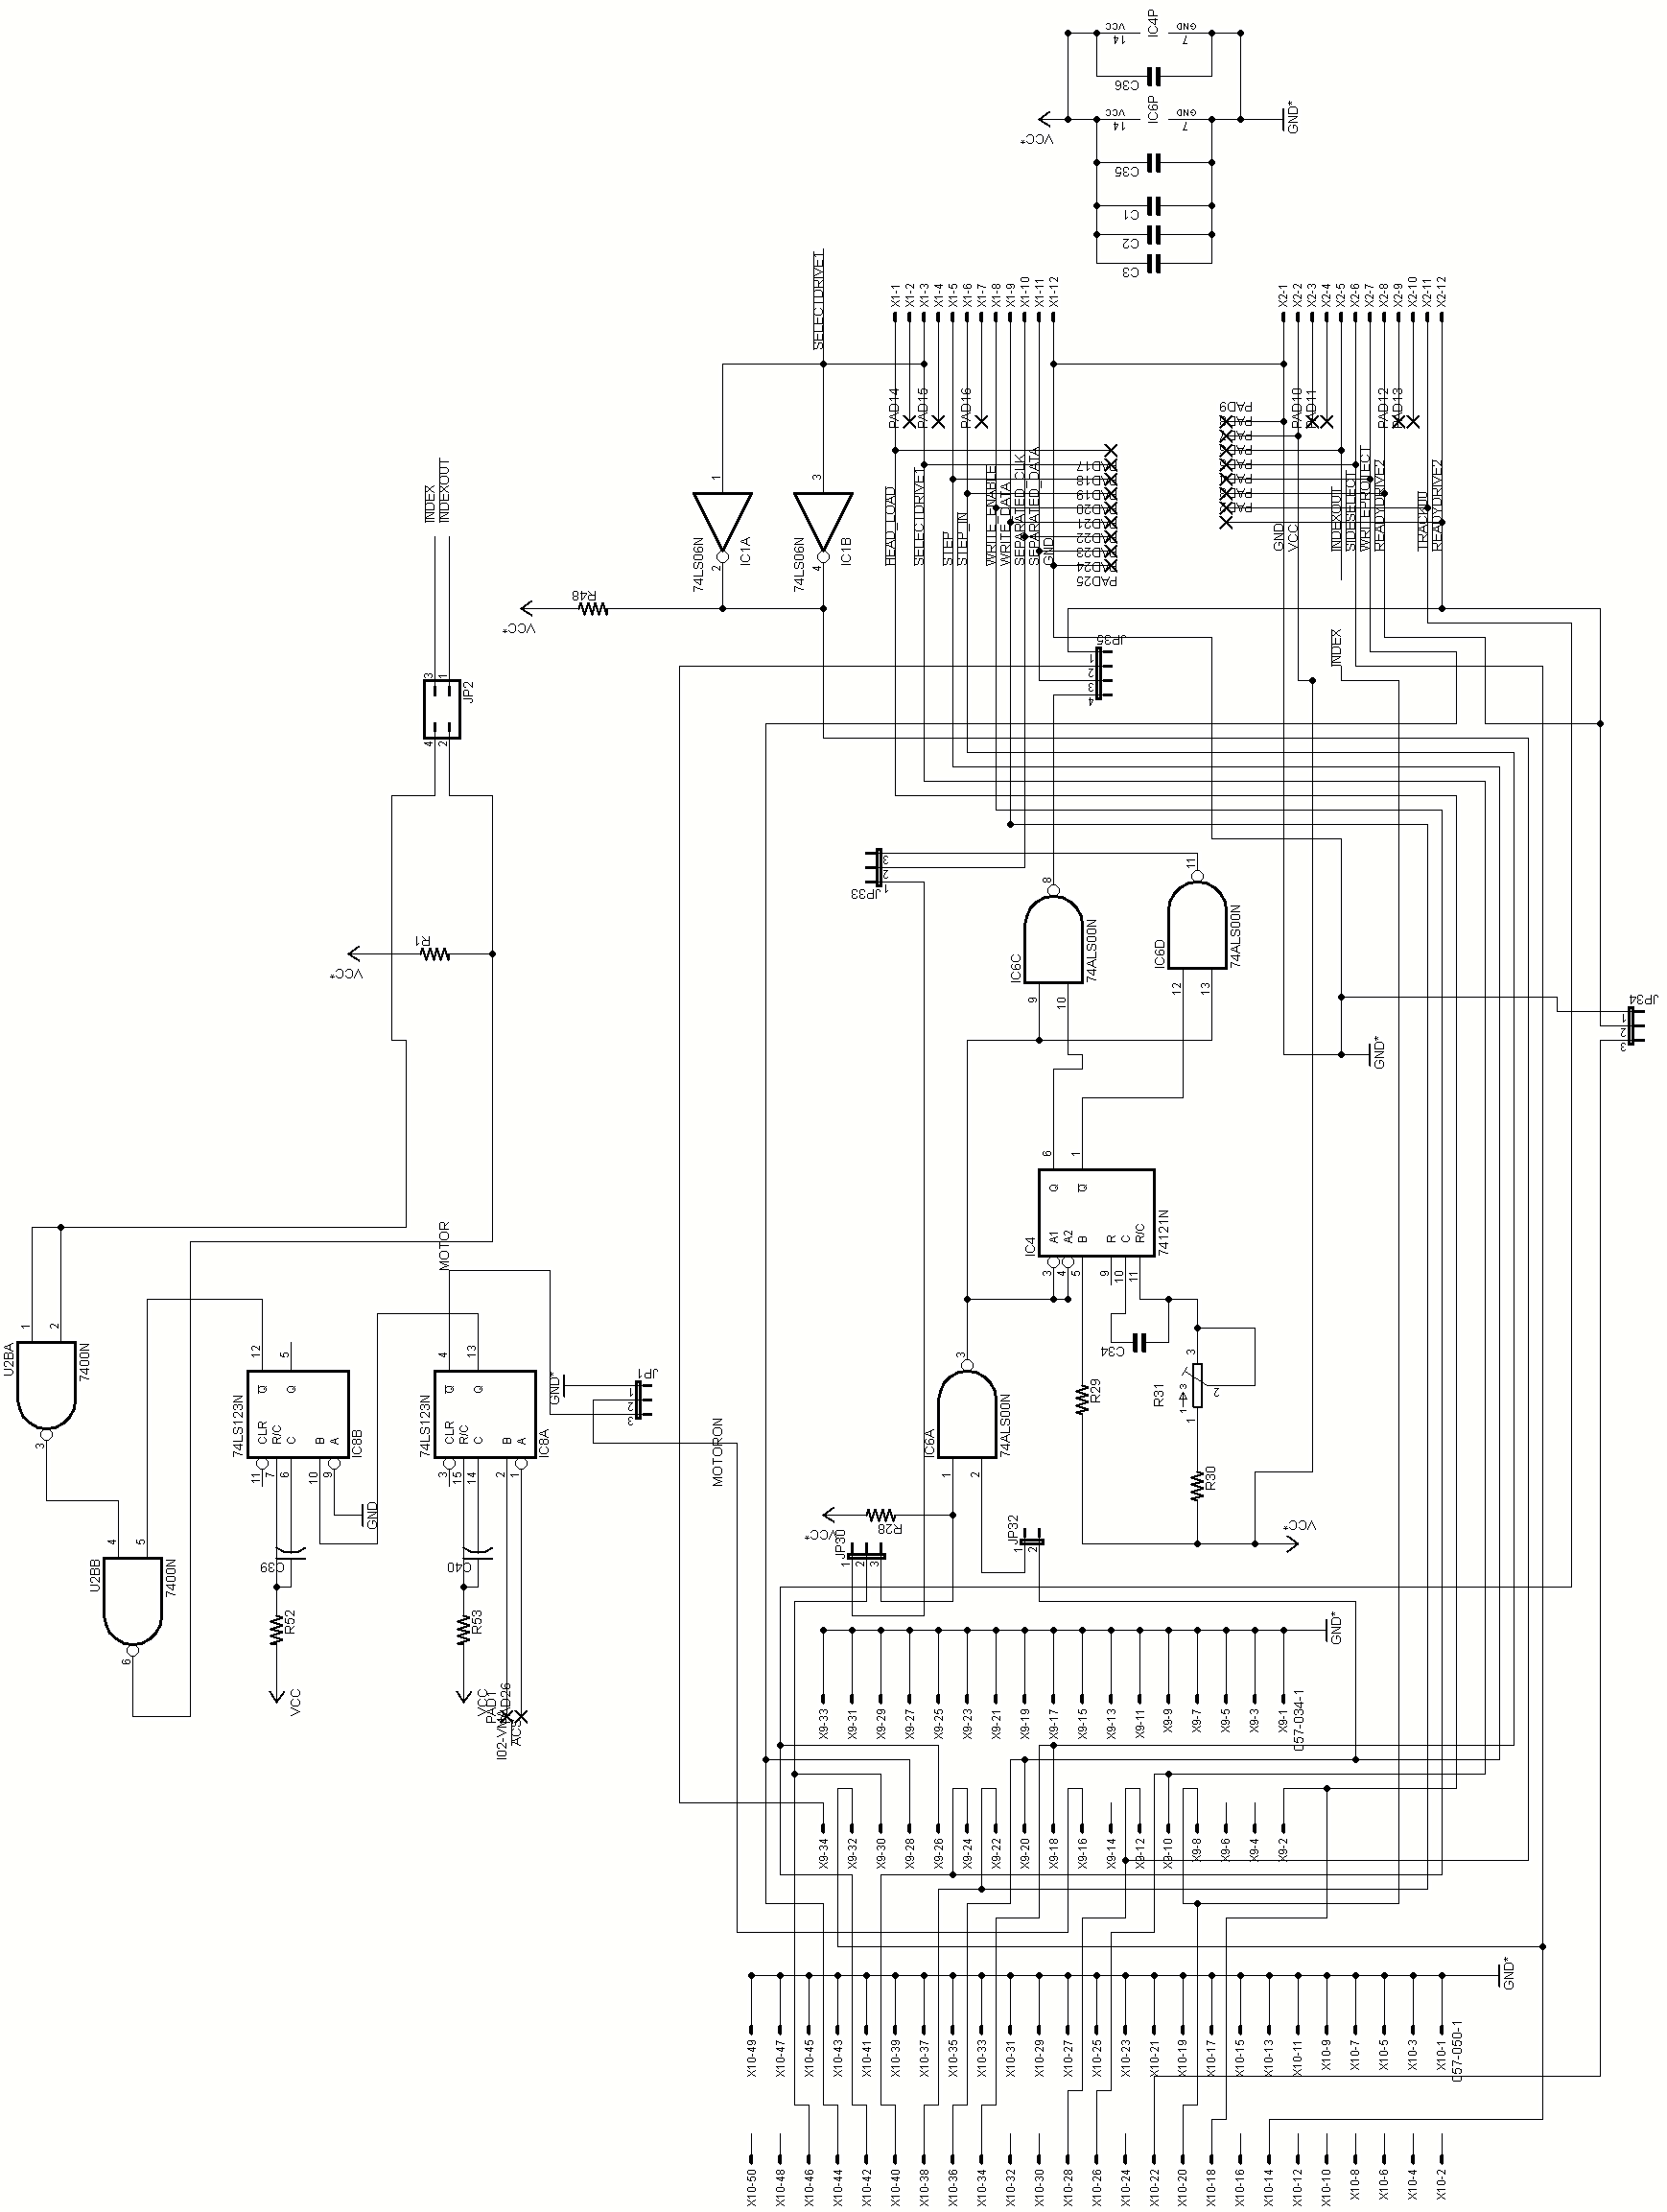 VCC
14
IC4P
GND
7
C36
VCC*
VCC
14
IC6P
GND
7
GND*
C35
C1
C2
C3
SELECTDRIVE1
X1-1
X1-2
X1-3
X1-4
X1-5
X1-6
X1-7
X1-8
X1-9
X1-10
X1-11
X1-12
X2-1
X2-2
X2-3
X2-4
X2-5
X2-6
X2-7
X2-8
X2-9
X2-10
X2-11
X2-12
PAD14
PAD15
PAD16
PAD9
PAD10
PAD11
PAD12
PAD13
INDEX
INDEXOUT
1
74LS06N
2
IC1A
3
74LS06N
4
IC1B
HEAD_LOAD
SELECTDRIVE1
STEP
STEP_IN
WRITE_ENABLE
WRITE_DATA
SEPARATED_CLK
SEPARATED_DATA
GND
PAD17
PAD18
PAD19
PAD20
PAD21
PAD22
PAD23
PAD24
PAD25
GND
VCC
INDEXOUT
SIDESELECT
WRITEPROTECT
READYDRIVE2
READYDRIVE2
VCC*
R48
3
1
JP2
4
2
JP35
1
2
3
4
INDEX
VCC*
R1
JP33
1
2
3
8
IC6C
74ALS00N
9
10
11
IC6D
74ALS00N
12
13
JP34
1
2
3
GND*
6
1
Q
Q
IC4
A1
A2
B
R
C
R/C
74121N
3
4
5
9
10
11
MOTOR
1
2
U2BA
7400N
3
12
5
74LS123N
Q
Q
CLR
R/C
C
B
A
IC8B
11
7
6
10
9
GND
4
13
74LS123N
Q
Q
CLR
R/C
C
B
A
IC8A
3
15
14
2
1
GND*
JP1
1
2
3
C34
R29
R31
3
1
3
2
1
3
IC6A
74ALS00N
1
2
MOTORON
R30
VCC*
R28
VCC*
JP30
1
2
3
JP32
1
2
4
5
U2BB
7400N
6
C39
R52
VCC
C40
R53
VCC
PAD1
PAD26
GND*
X9-33
X9-31
X9-29
X9-27
X9-25
X9-23
X9-21
X9-19
X9-17
X9-15
X9-13
X9-11
X9-9
X9-7
X9-5
X9-3
X9-1
057-034-1
X9-34
X9-32
X9-30
X9-28
X9-26
X9-24
X9-22
X9-20
X9-18
X9-16
X9-14
X9-12
X9-10
X9-8
X9-6
X9-4
X9-2
GND*
X10-49
X10-47
X10-45
X10-43
X10-41
X10-39
X10-37
X10-35
X10-33
X10-31
X10-29
X10-27
X10-25
X10-23
X10-21
X10-19
X10-17
X10-15
X10-13
X10-11
X10-9
X10-7
X10-5
X10-3
X10-1
057-050-1
X10-50
X10-48
X10-46
X10-44
X10-42
X10-40
X10-38
X10-36
X10-34
X10-32
X10-30
X10-28
X10-26
X10-24
X10-22
X10-20
X10-18
X10-16
X10-14
X10-12
X10-10
X10-8
X10-6
X10-4
X10-2